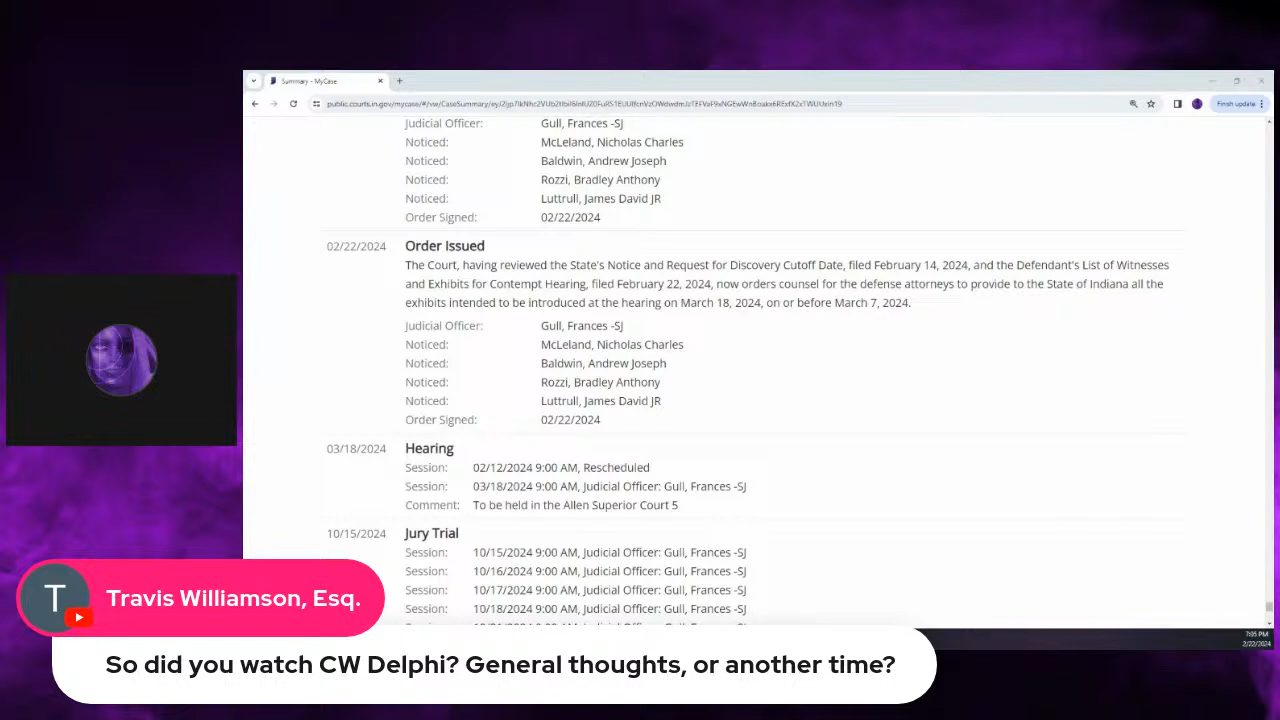 Summary - MyCase
Finish update
Judicial Officer: Gull, Frances -SJ
Noticed: McLeland, Nicholas Charles
Noticed: Baldwin, Andrew Joseph
Noticed: Rozzi, Bradley Anthony
Noticed: Luttrull, James David JR
Order Signed: 02/22/2024
02/22/2024 Order Issued
The Court, having reviewed the State's Notice and Request for Discovery Cutoff Date, filed February 14, 2024, and the Defendant's List of Witnesses
and Exhibits for Contempt Hearing, filed February 22, 2024, now orders counsel for the defense attorneys to provide to the State of Indiana all the
exhibits intended to be introduced at the hearing on March 18, 2024, on or before March 7, 2024.
Judicial Officer: Gull, Frances -SJ
Noticed: McLeland, Nicholas Charles
Noticed: Baldwin, Andrew Joseph
Noticed: Rozzi, Bradley Anthony
Noticed: Luttrull, James David JR
Order Signed: 02/22/2024
03/18/2024 Hearing
Session: 02/12/2024 9:00 AM, Rescheduled
Session: 03/18/2024 9:00 AM, Judicial Officer: Gull, Frances -SJ
Comment: To be held in the Allen Superior Court 5
10/15/2024 Jury Trial
Session: 10/15/2024 9:00 AM, Judicial Officer: Gull, Frances -SJ
Session: 10/16/2024 9:00 AM, Judicial Officer: Gull, Frances -SJ
Session: 10/17/2024 9:00 AM, Judicial Officer: Gull, Frances -SJ
Session: 10/18/2024 9:00 AM, Judicial Officer: Gull, Frances -SJ
7:05 PM
2/22/2024
T
Travis Williamson, Esq.
So did you watch CW Delphi? General thoughts, or another time?